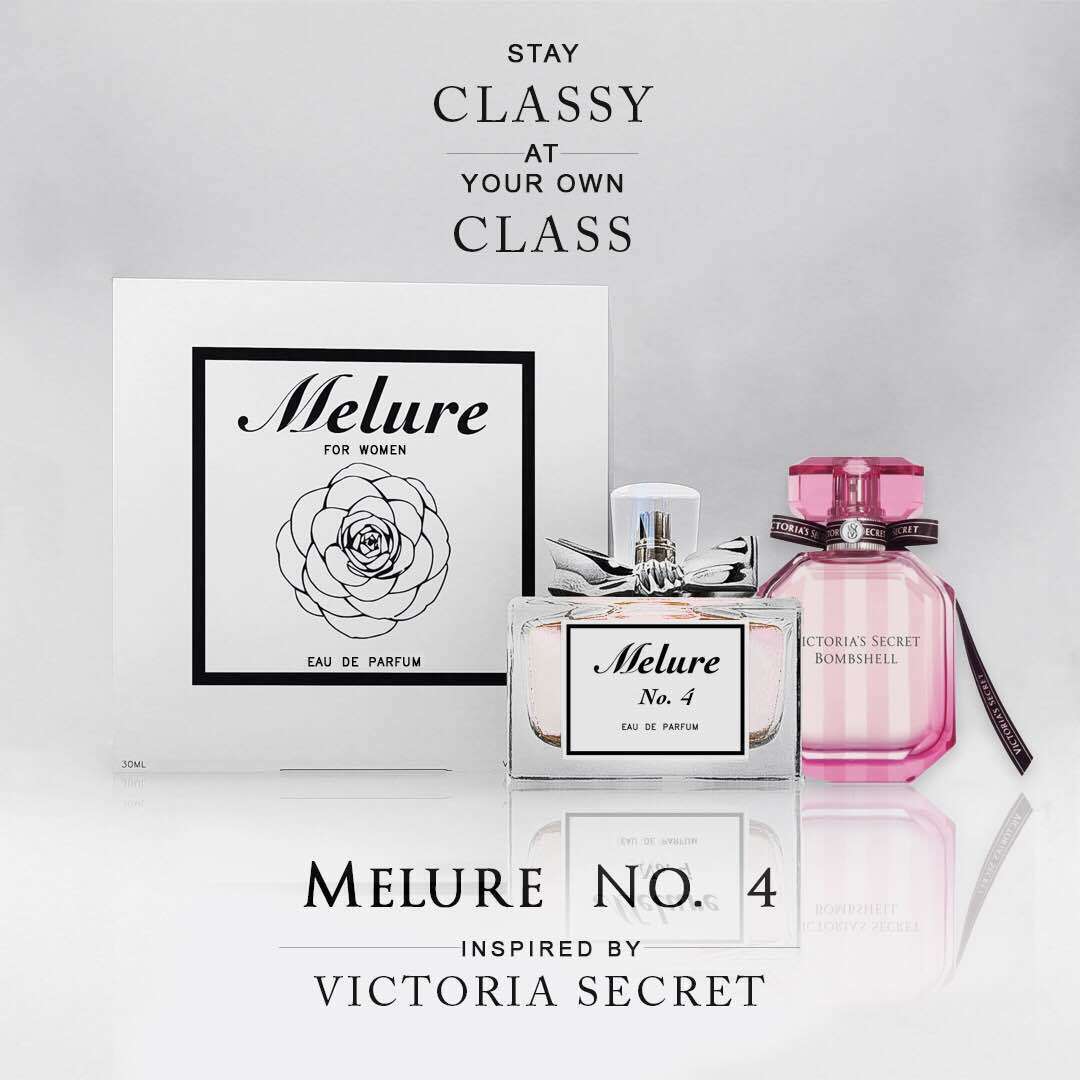 STAY
CLASSY
AT
YOUR OWN
CLASS
Melure
FOR WOMEN
EAU DE PARFUM
30ML
Melure
No. 4
EAU DE PARFUM
VICTORIA'S SECRET
BOMBSHELL
VICTORIA'S SECRET
MELURE NO. 4
INSPIRED BY
VICTORIA SECRET